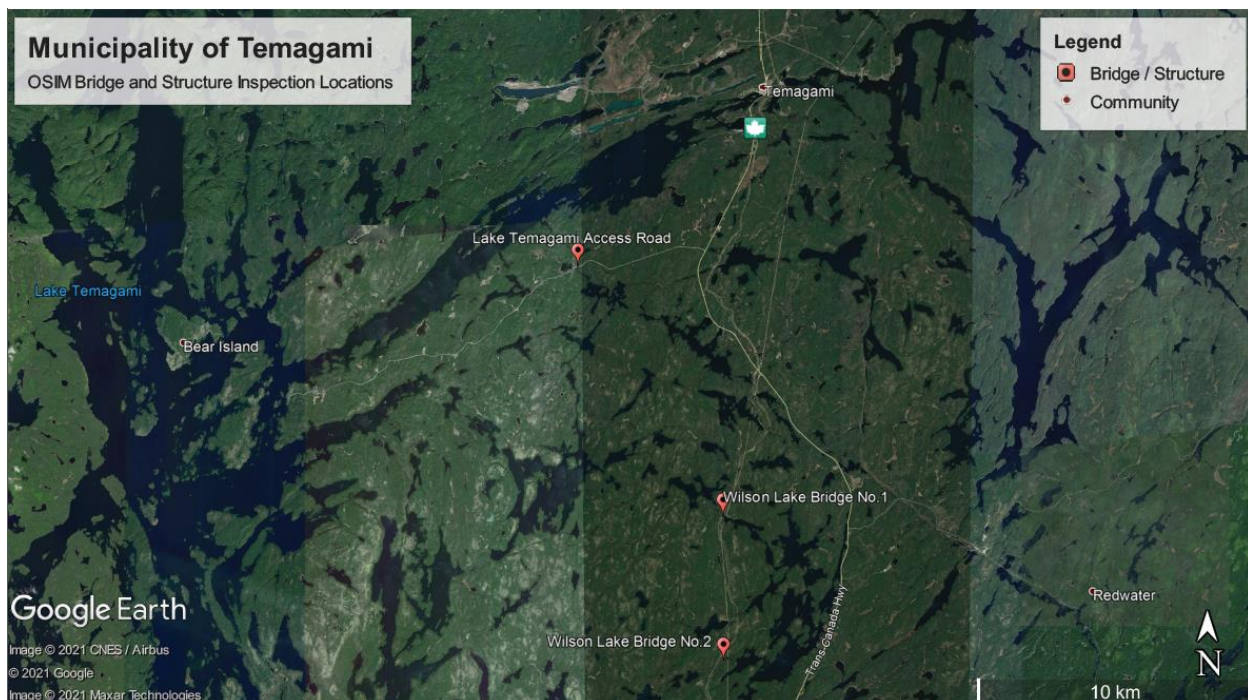 Municipality of Temagami
OSIM Bridge and Structure Inspection Locations
Legend
Bridge / Structure
Community
Temagami
Lake Temagami Access Road
Lake Temagami
Bear Island
Wilson Lake Bridge No.1
Redwater
Wilson Lake Bridge No.2
Trans-Canada Hwy
Google Earth
Image © 2021 CNES / Airbus
© 2021 Google
Image © 2021 Maxar Technologies
N
10 km